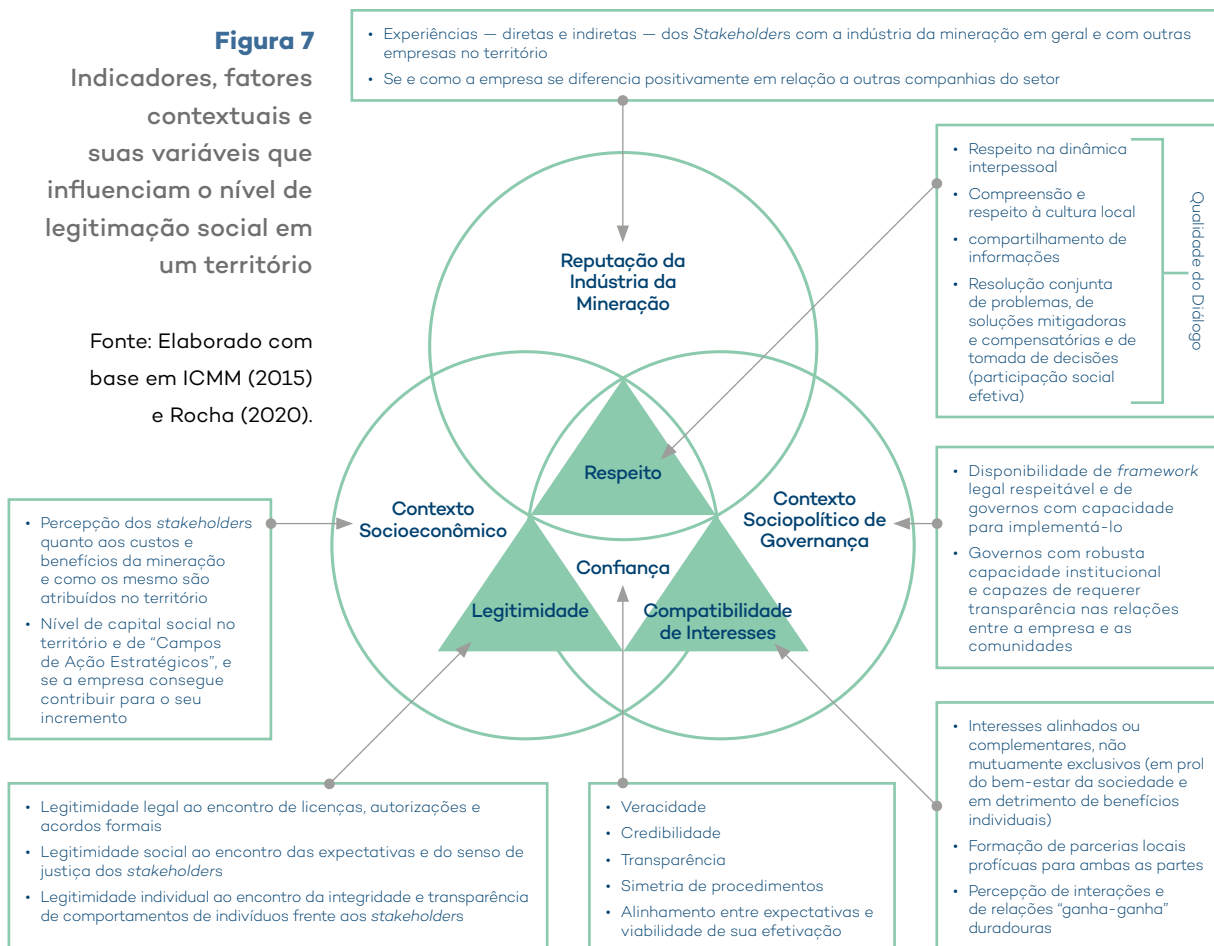 Figura 7
Indicadores, fatores
contextuais e
suas variáveis que
influenciam o nível de
legitimação social em
um território
Fonte: Elaborado com
base em ICMM (2015)
e Rocha (2020).
• Experiências — diretas e indiretas — dos Stakeholders com a indústria da mineração em geral e com outras
empresas no território
• Se e como a empresa se diferencia positivamente em relação a outras companhias do setor
• Respeito na dinâmica
interpessoal
• Compreensão e
respeito à cultura local
• compartilhamento de
informações
• Resolução conjunta
de problemas, de
soluções mitigadoras
e compensatórias e de
tomada de decisões
(participação social
efetiva)
Qualidade do Diálogo
Reputação da
Indústria da
Mineração
Respeito
Contexto
Socioeconômico
Contexto
Sociopolítico de
Governança
Confiança
Legitimidade
Compatibilidade
de Interesses
• Percepção dos stakeholders
quanto aos custos e
benefícios da mineração
e como os mesmo são
atribuídos no território
• Nível de capital social no
território e de “Campos
de Ação Estratégicos”, e
se a empresa consegue
contribuir para o seu
incremento
• Disponibilidade de framework
legal respeitável e de
governos com capacidade
para implementá-lo
• Governos com robusta
capacidade institucional
e capazes de requerer
transparência nas relações
entre a empresa e as
comunidades
• Legitimidade legal ao encontro de licenças, autorizações e
acordos formais
• Legitimidade social ao encontro das expectativas e do senso de
justiça dos stakeholders
• Legitimidade individual ao encontro da integridade e transparência
de comportamentos de indivíduos frente aos stakeholders
• Veracidade
• Credibilidade
• Transparência
• Simetria de procedimentos
• Alinhamento entre expectativas e
viabilidade de sua efetivação
• Interesses alinhados ou
complementares, não
mutuamente exclusivos (em prol
do bem-estar da sociedade e
em detrimento de benefícios
individuais)
• Formação de parcerias locais
profícuas para ambas as partes
• Percepção de interações e
de relações “ganha-ganha”
duradouras